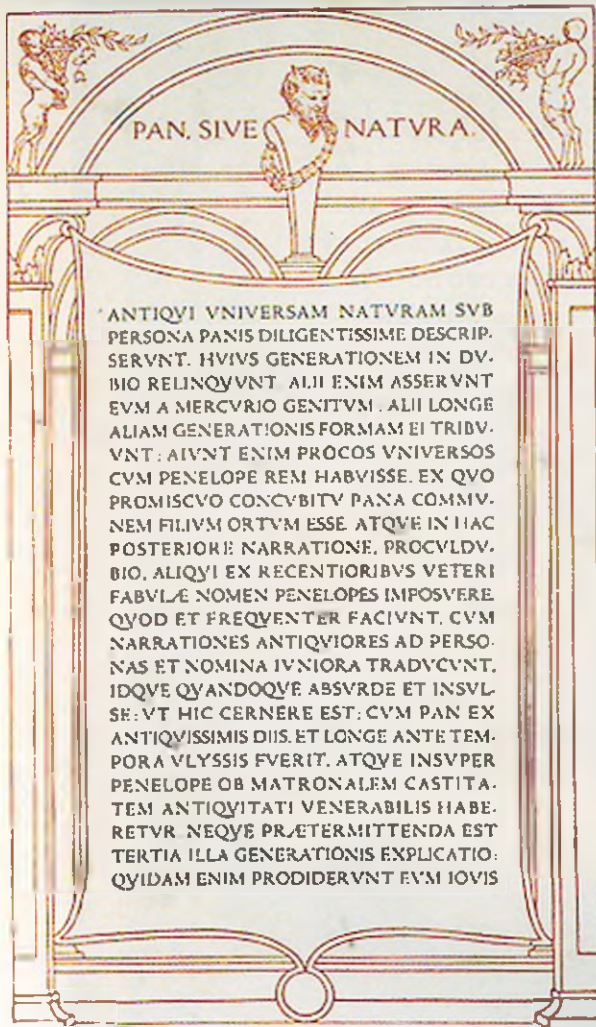 PAN. SIVE NATVRA.
ANTIQVI VNIVERSAM NATVRAM SVB
PERSONA PANIS DILIGENTISSIME DESCRIP-
SERVNT. HVIVS GENERATIONEM IN DV-
BIO RELINQVVNT. ALII ENIM ASSERVNT
EVM A MERCVRIO GENITVM. ALII LONGE
ALIAM GENERATIONIS FORMAM EI TRIBV-
VNT: AIVNT ENIM PROCOS VNIVERSOS
CVM PENELOPE REM HABVISSE. EX QVO
PROMISCVO CONCVBITV PANA COMMV-
NEM FILIVM ORTVM ESSE. ATQVE IN HAC
POSTERIORE NARRATIONE, PROCVLDV-
BIO, ALIQVI EX RECENTIORIBVS VETERI
FABVLÆ NOMEN PENELOPES IMPOSVERE
QVOD ET FREQVENTER FACIVNT, CVM
NARRATIONES ANTIQVIORES AD PERSO-
NAS ET NOMINA IVNIORA TRADVCVNT,
IDQVE QVANDOQVE ABSVRDE ET INSVL-
SE: VT HIC CERNERE EST: CVM PAN EX
ANTIQVISSIMIS DIIS, ET LONGE ANTE TEM-
PORA VLYSSIS FVERIT, ATQVE INSVPER
PENELOPE OB MATRONALEM CASTITA-
TEM ANTIQVITATI VENERABILIS HABE-
RETVR NEQVE PRÆTERMITTENDA EST
TERTIA ILLA GENERATIONIS EXPLICATIO:
QVIDAM ENIM PRODIDERVNT EVM IOVIS